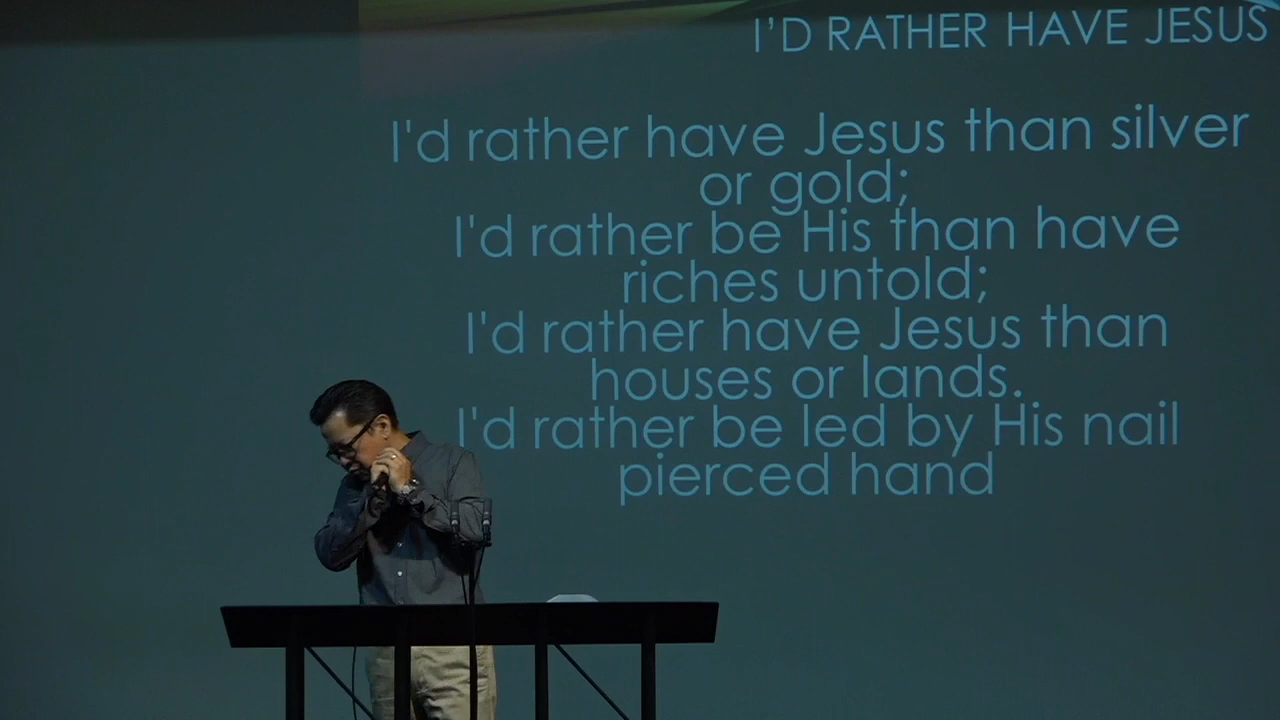 I'D RATHER HAVE JESUS
I'd rather have Jesus than silver
or gold;
I'd rather be His than have
riches untold;
I'd rather have Jesus than
houses or lands.
I'd rather be led by His nail
pierced hand